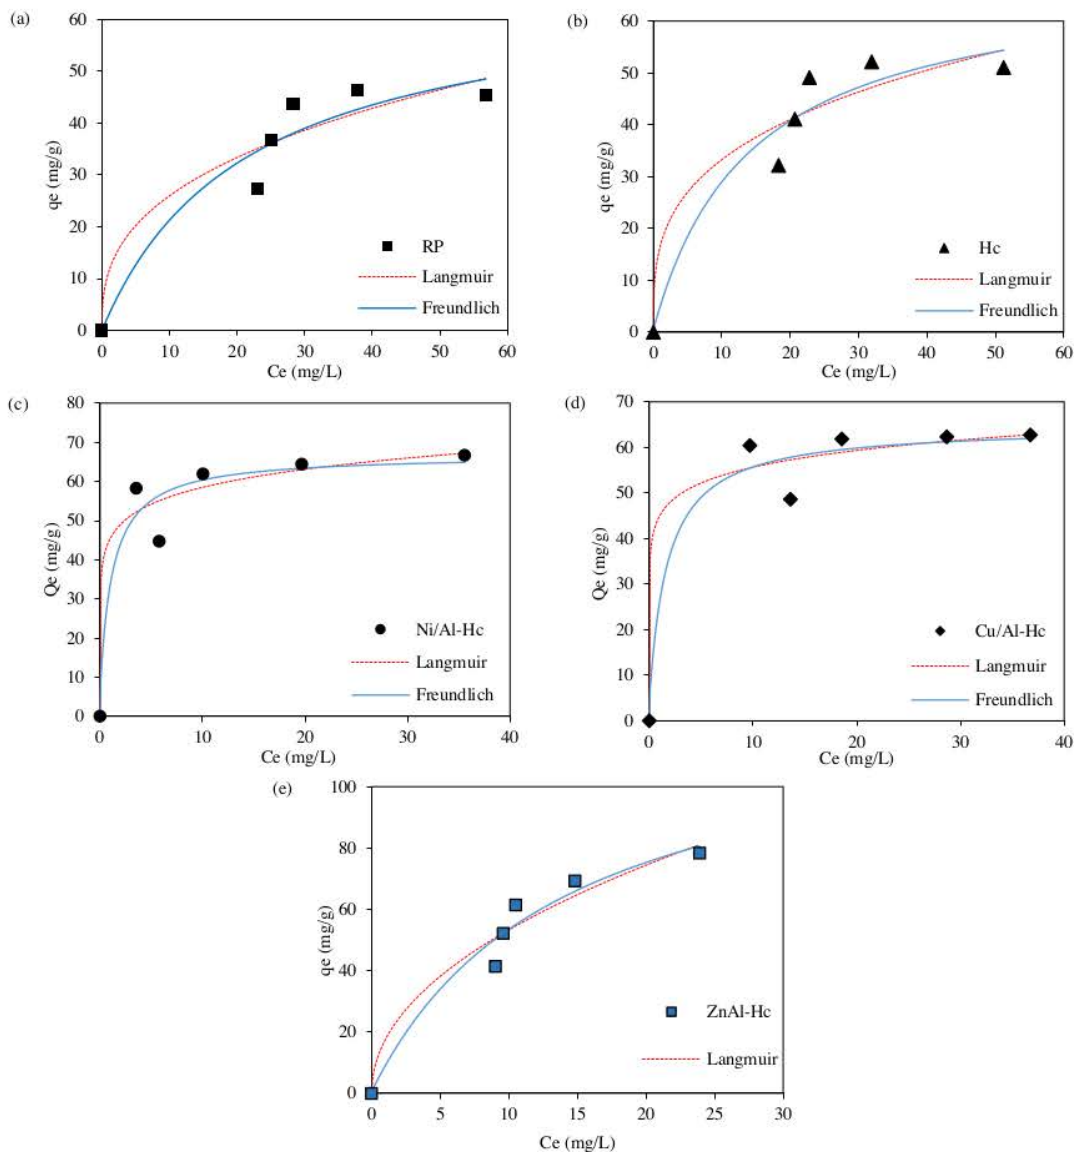 (a)
60
50
40
30
20
10
0
qe (mg/g)
RP
Langmuir
Freundlich
0 10 20 30 40 50 60
Ce (mg/L)
(b)
60
50
40
30
20
10
0
qe (mg/g)
Hc
Langmuir
Freundlich
0 10 20 30 40 50 60
Ce (mg/L)
(c)
80
70
60
50
40
30
20
10
0
Qe (mg/g)
Ni/Al-Hc
Langmuir
Freundlich
0 10 20 30 40
Ce (mg/L)
(d)
70
60
50
40
30
20
10
0
Qe (mg/g)
Cu/Al-Hc
Langmuir
Freundlich
0 10 20 30 40
Ce (mg/L)
(e)
100
80
60
40
20
0
qe (mg/g)
ZnAl-Hc
Langmuir
0 5 10 15 20 25 30
Ce (mg/L)